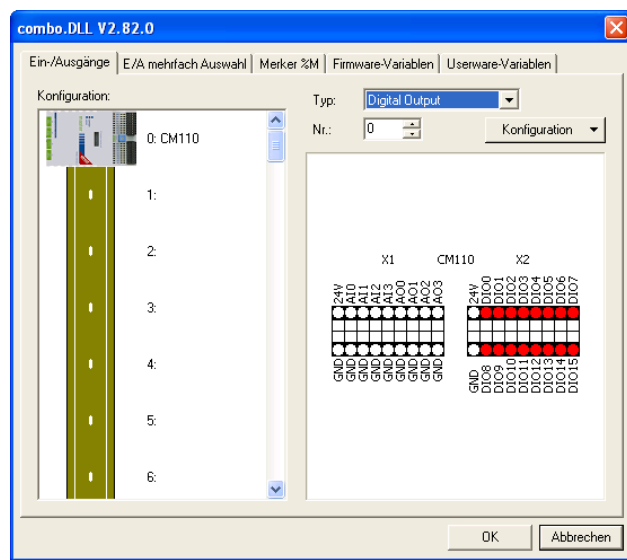 combo.DLL V2.82.0
Ein-/Ausgänge E/A mehrfach Auswahl Merker %M Firmware-Variablen Userware-Variablen
Konfiguration:
0: CM110
1:
2:
3:
4:
5:
6:
Typ: Digital Output
Nr.: 0 Konfiguration
X1 CM110 X2
24V AI0 AI1 AI2 AI3 AO0 AO1 AO2 AO3 24V DIO0 DIO1 DIO2 DIO3 DIO4 DIO5 DIO6 DIO7
GND GND GND GND GND GND GND GND GND GND DIO8 DIO9 DIO10 DIO11 DIO12 DIO13 DIO14 DIO15
OK Abbrechen